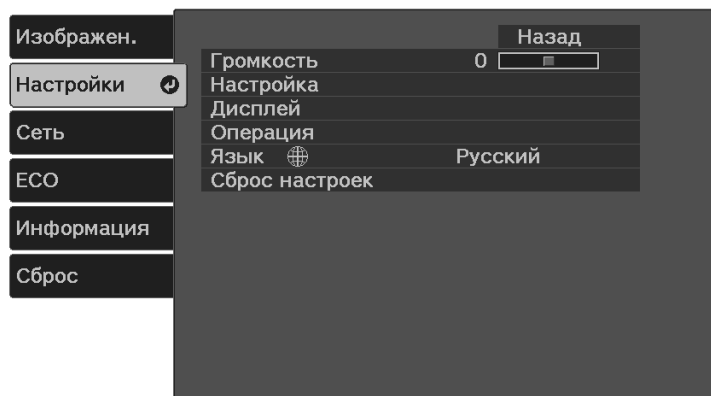 Изображен.
Настройки
Сеть
ECO
Информация
Сброс
Назад
Громкость 0
Настройка
Дисплей
Операция
Язык Русский
Сброс настроек